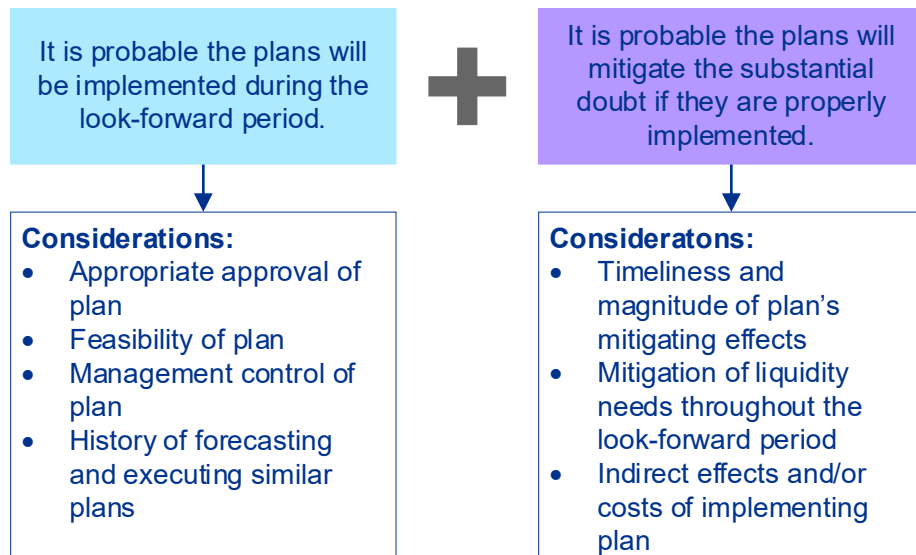 It is probable the plans will
be implemented during the
look-forward period.
It is probable the plans will
mitigate the substantial
doubt if they are properly
implemented.
Considerations:
• Appropriate approval of
plan
• Feasibility of plan
• Management control of
plan
• History of forecasting
and executing similar
plans
Consideratons:
• Timeliness and
magnitude of plan’s
mitigating effects
• Mitigation of liquidity
needs throughout the
look-forward period
• Indirect effects and/or
costs of implementing
plan